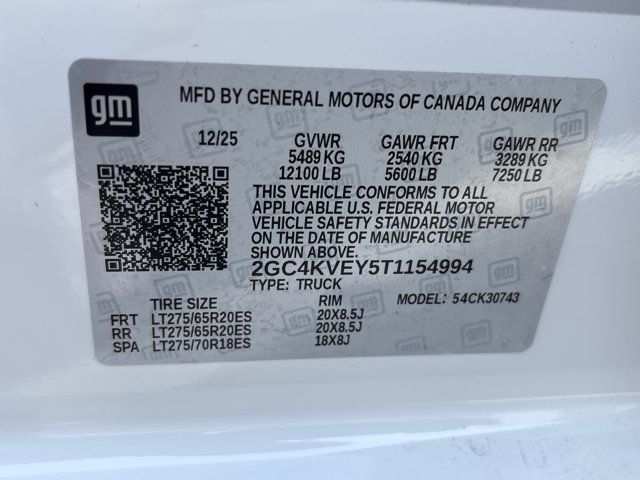 gm
MFD BY GENERAL MOTORS OF CANADA COMPANY
12/25 GVWR GAWR FRT GAWR RR
5489 KG 2540 KG 3289 KG
12100 LB 5600 LB 7250 LB
THIS VEHICLE CONFORMS TO ALL
APPLICABLE U.S. FEDERAL MOTOR
VEHICLE SAFETY STANDARDS IN EFFECT
ON THE DATE OF MANUFACTURE
SHOWN ABOVE.
2GC4KVEY5T1154994
TYPE: TRUCK MODEL: 54CK30743
TIRE SIZE RIM
FRT LT275/65R20ES 20X8.5J
RR LT275/65R20ES 20X8.5J
SPA LT275/70R18ES 18X8J